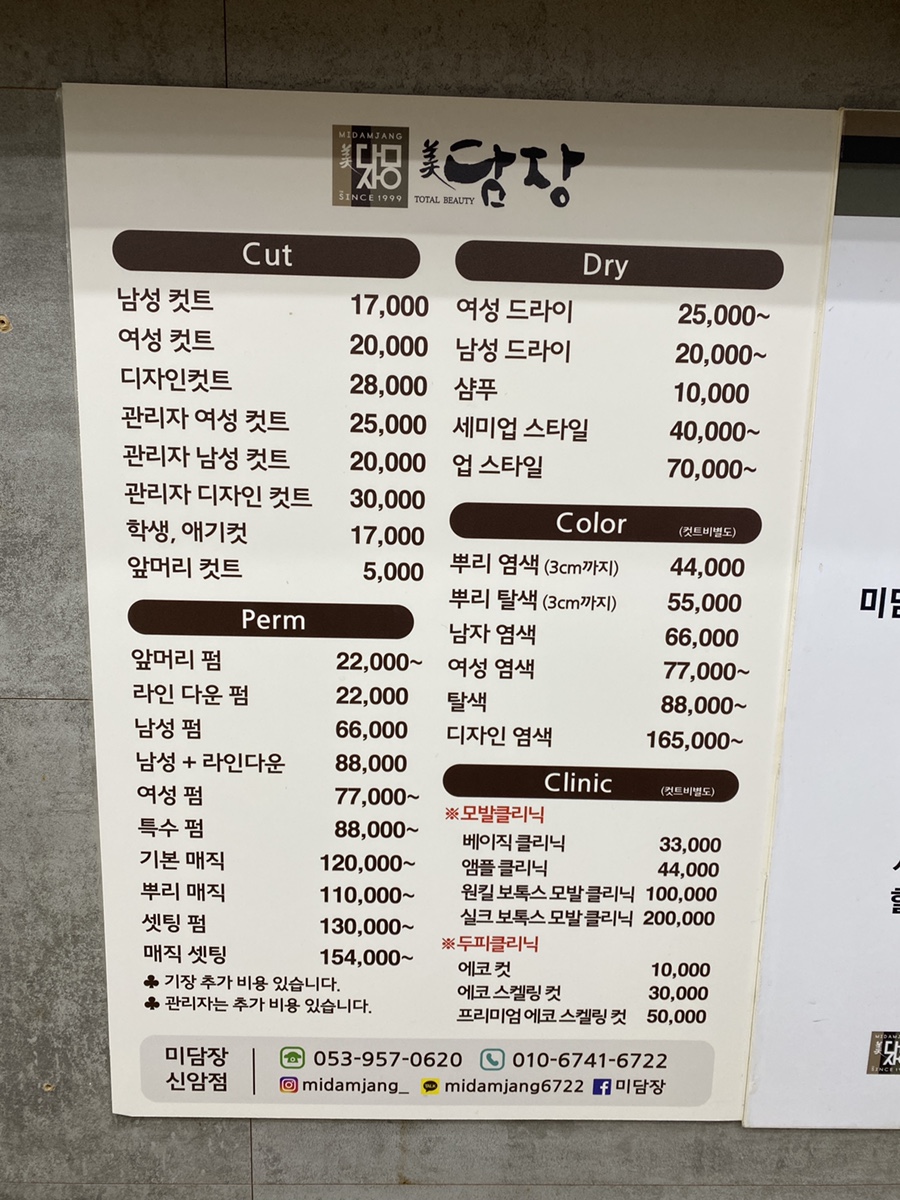 MIDAMJANG
美 담장
SINCE 1999
美담장
TOTAL BEAUTY
Cut
남성 컷트 17,000
여성 컷트 20,000
디자인컷트 28,000
관리자 여성 컷트 25,000
관리자 남성 컷트 20,000
관리자 디자인 컷트 30,000
학생, 애기컷 17,000
앞머리 컷트 5,000
Perm
앞머리 펌 22,000~
라인 다운 펌 22,000
남성 펌 66,000
남성 + 라인다운 88,000
여성 펌 77,000~
특수 펌 88,000~
기본 매직 120,000~
뿌리 매직 110,000~
셋팅 펌 130,000~
매직 셋팅 154,000~
♣ 기장 추가 비용 있습니다.
♣ 관리자는 추가 비용 있습니다.
Dry
여성 드라이 25,000~
남성 드라이 20,000~
샴푸 10,000
세미업 스타일 40,000~
업 스타일 70,000~
Color (컷트비별도)
뿌리 염색 (3cm까지) 44,000
뿌리 탈색 (3cm까지) 55,000
남자 염색 66,000
여성 염색 77,000~
탈색 88,000~
디자인 염색 165,000~
Clinic (컷트비별도)
※모발클리닉
베이직 클리닉 33,000
앰플 클리닉 44,000
원킬 보톡스 모발 클리닉 100,000
실크 보톡스 모발 클리닉 200,000
※두피클리닉
에코 컷 10,000
에코 스켈링 컷 30,000
프리미엄 에코 스켈링 컷 50,000
미담장
신암점
053-957-0620 010-6741-6722
midamjang_ TALK midamjang6722 미담장